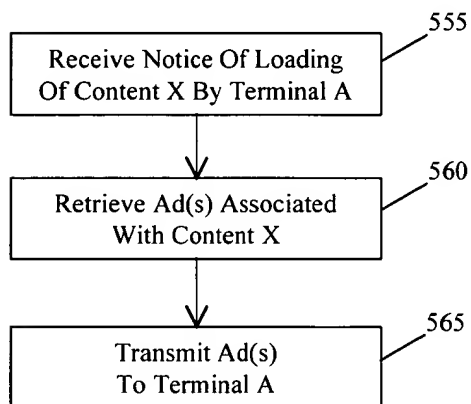 555
Receive Notice Of Loading
Of Content X By Terminal A
560
Retrieve Ad(s) Associated
With Content X
565
Transmit Ad(s)
To Terminal A